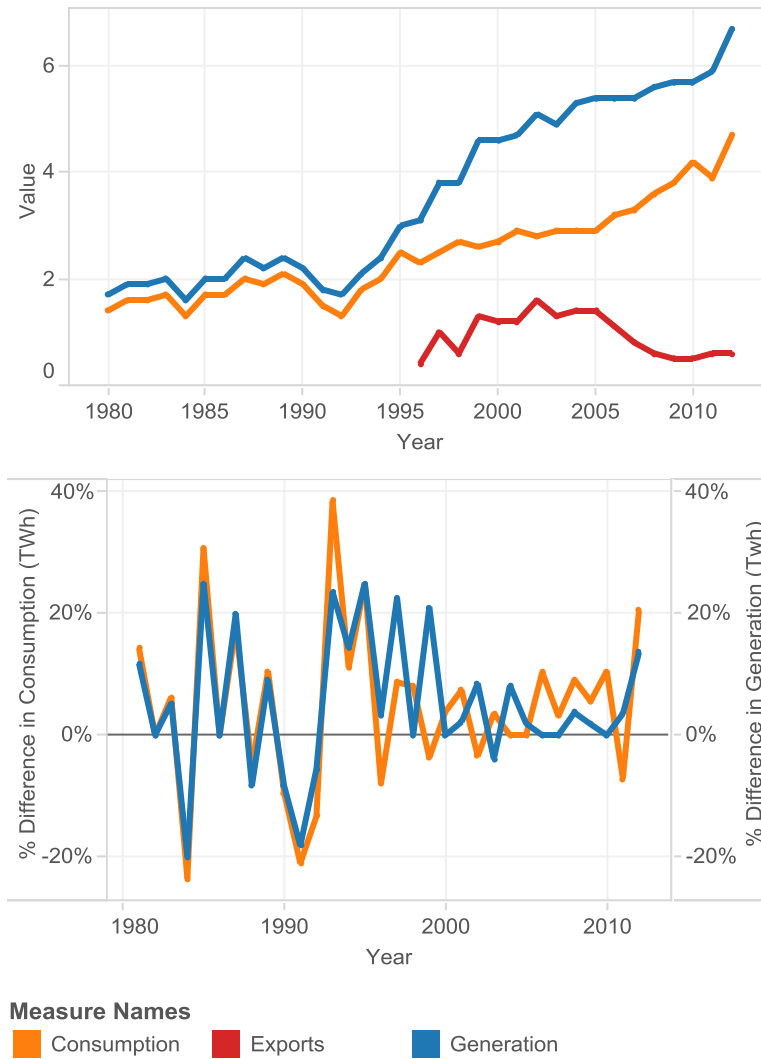 Value
6
4
2
0
1980 1985 1990 1995 2000 2005 2010
Year
% Difference in Consumption (TWh)
40%
20%
0%
-20%
40%
20%
0%
-20%
% Difference in Generation (Twh)
1980 1990 2000 2010
Year
Measure Names
Consumption Exports Generation